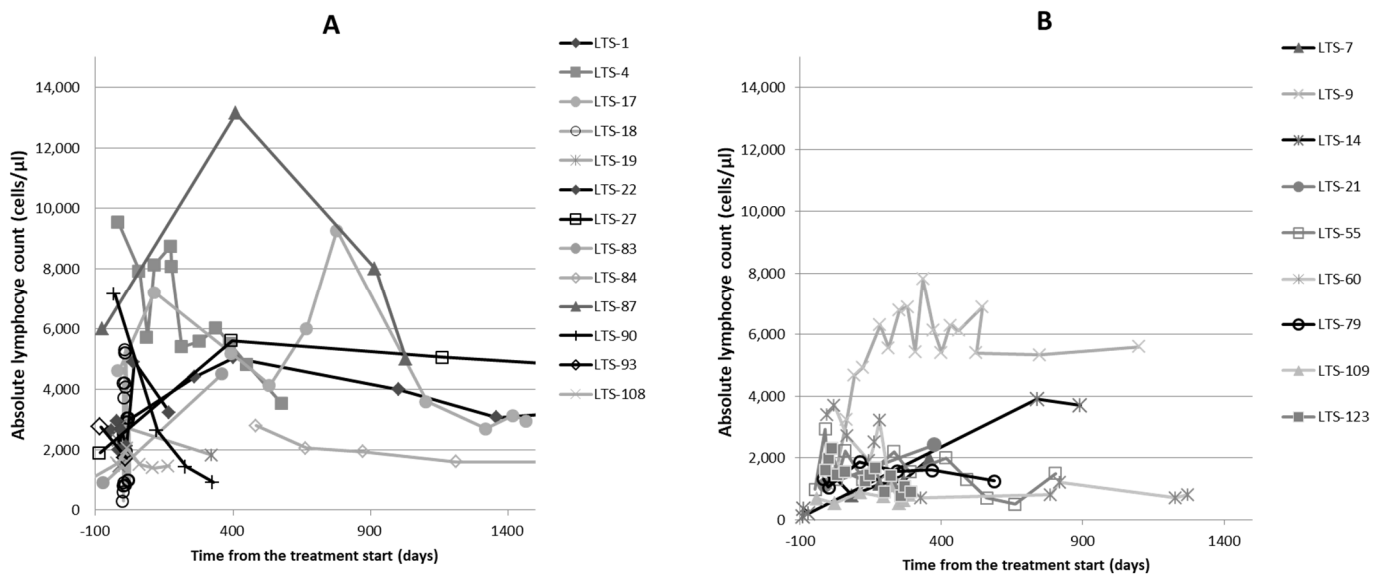 A
Absolute lymphocye count (cells/µl)
14,000
12,000
10,000
8,000
6,000
4,000
2,000
0
-100
400
900
1400
Time from the treatment start (days)
LTS-1
LTS-4
LTS-17
LTS-18
LTS-19
LTS-22
LTS-27
LTS-83
LTS-84
LTS-87
LTS-90
LTS-93
LTS-108
B
Absolute lymphocye count (cells/µl)
14,000
12,000
10,000
8,000
6,000
4,000
2,000
0
-100
400
900
1400
Time from the treatment start (days)
LTS-7
LTS-9
LTS-14
LTS-21
LTS-55
LTS-60
LTS-79
LTS-109
LTS-123